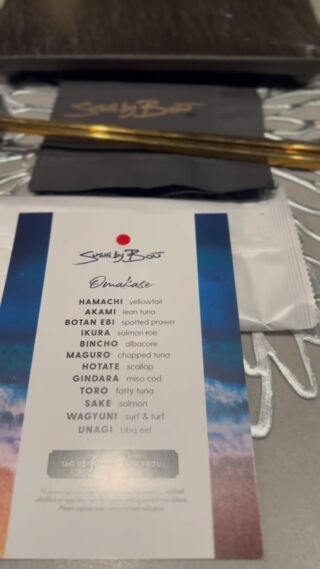 Sushi by Bou
Sushi by Bou
Omakase
HAMACHI yellowtail
AKAMI lean tuna
BOTAN EBI spotted prawn
IKURA salmon roe
BINCHO albacore
MAGURO chopped tuna
HOTATE scallop
GINDARA miso cod
TORO fatty tuna
SAKE salmon
WAGYUNI surf & turf
UNAGI bbq eel
TAG US